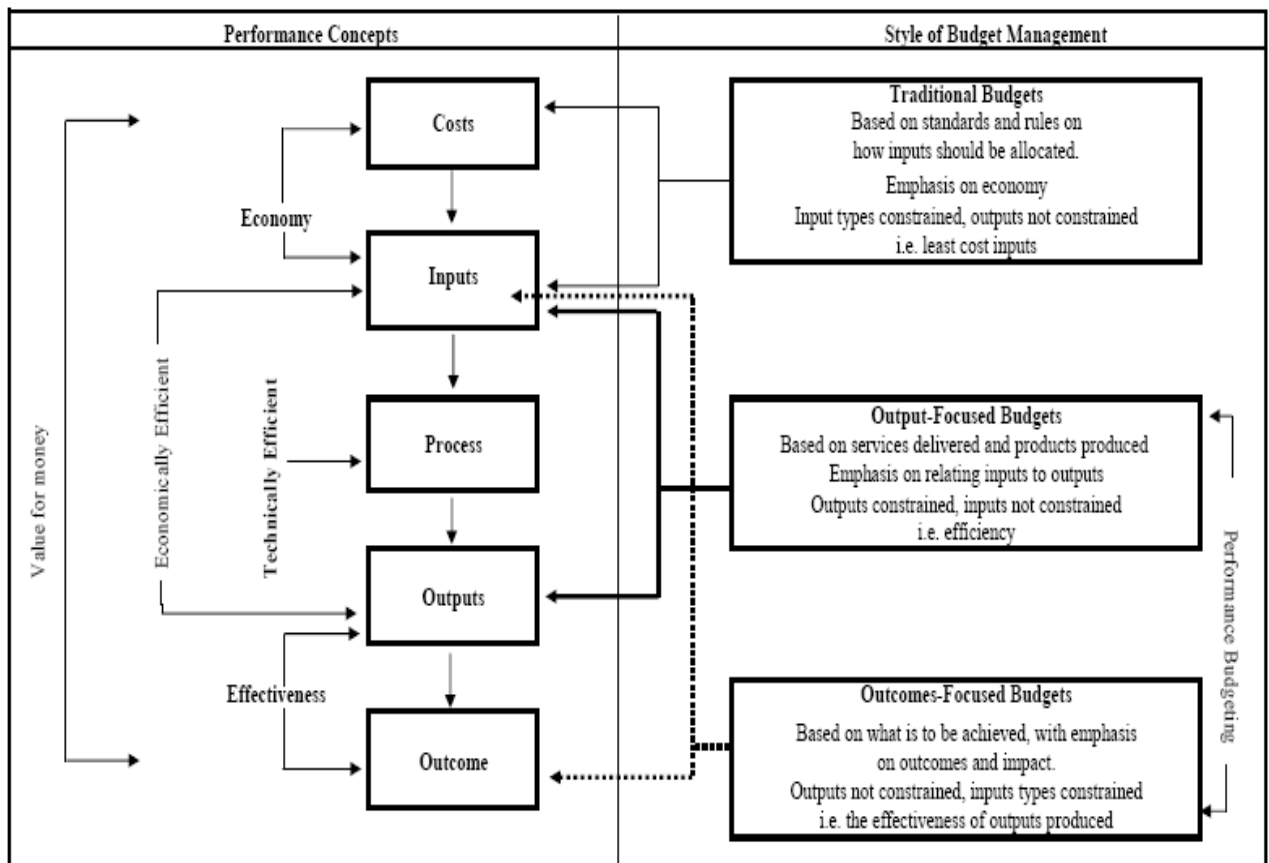 Performance Concepts
Style of Budget Management
Costs
Economy
Inputs
Value for money
Economically Efficient
Technically Efficient
Process
Outputs
Effectiveness
Outcome
Traditional Budgets
Based on standards and rules on
how inputs should be allocated.
Emphasis on economy
Input types constrained, outputs not constrained
i.e. least cost inputs
Output-Focused Budgets
Based on services delivered and products produced
Emphasis on relating inputs to outputs
Outputs constrained, inputs not constrained
i.e. efficiency
Outcomes-Focused Budgets
Based on what is to be achieved, with emphasis
on outcomes and impact.
Outputs not constrained, inputs types constrained
i.e. the effectiveness of outputs produced
Performance Budgeting